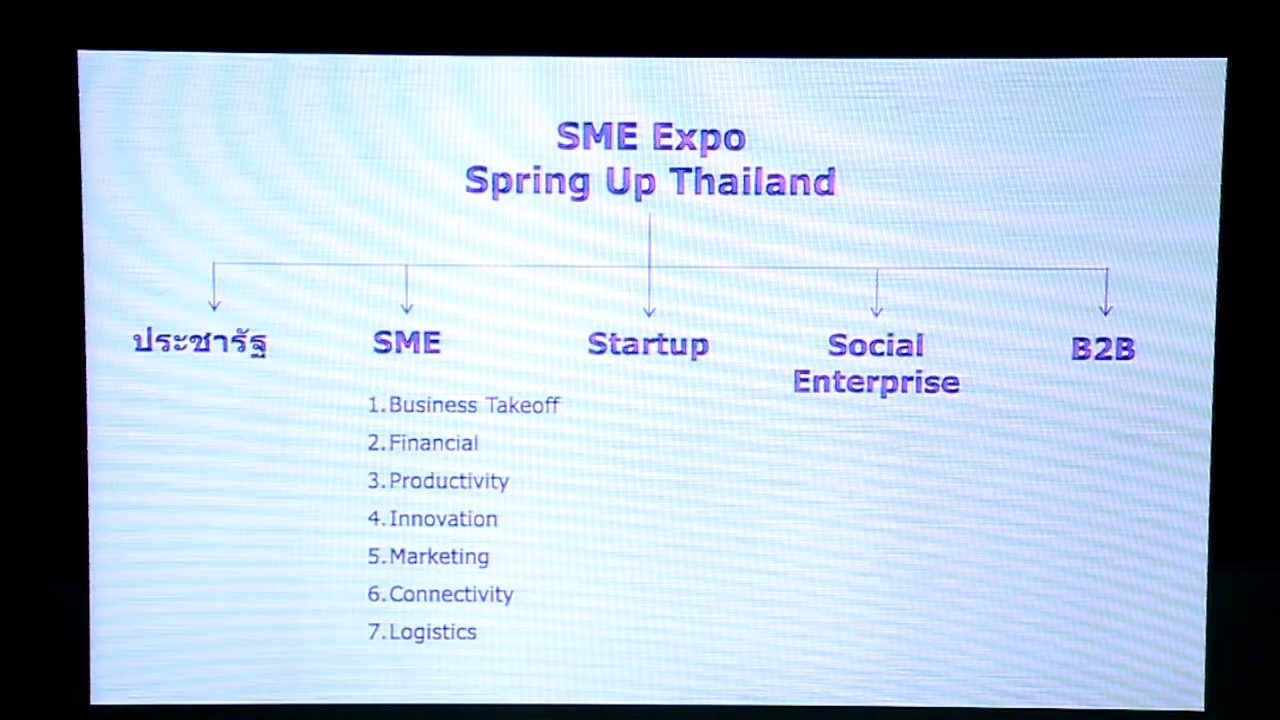 SME Expo
Spring Up Thailand
ประชารัฐ
SME
Startup
Social
Enterprise
B2B
1.Business Takeoff
2.Financial
3.Productivity
4.Innovation
5.Marketing
6.Connectivity
7.Logistics